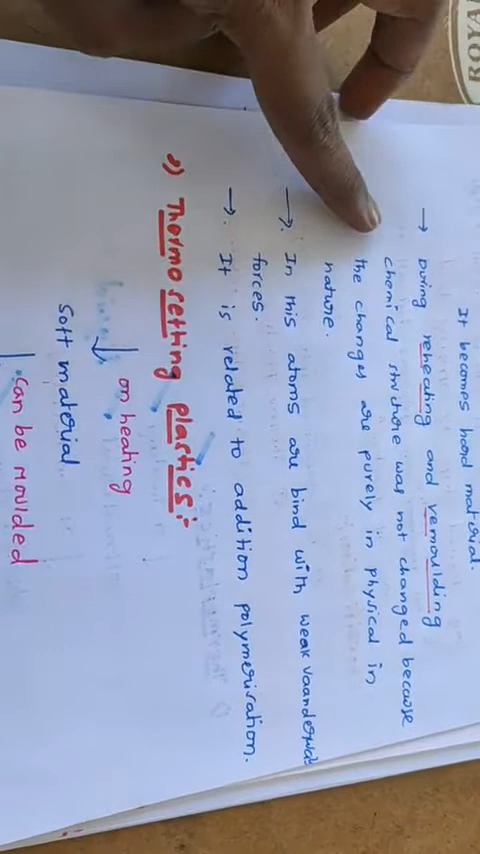 ROYA
It becomes hard material.
→ During reheating and remoulding
chemical structure was not changed because
the changes are purely in physical in
nature.
→. In this atoms are bind with weak vaanderwals
forces.
→. It is related to addition polymerisation.
2) Thermo setting plastics:-
on heating
Soft material
can be moulded